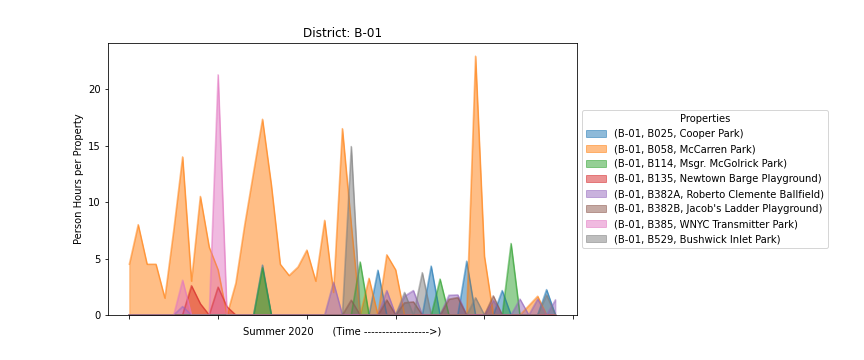 District: B-01
Person Hours per Property
20
15
10
5
0
Summer 2020 (Time ------------------>)
Properties
(B-01, B025, Cooper Park)
(B-01, B058, McCarren Park)
(B-01, B114, Msgr. McGolrick Park)
(B-01, B135, Newtown Barge Playground)
(B-01, B382A, Roberto Clemente Ballfield)
(B-01, B382B, Jacob's Ladder Playground)
(B-01, B385, WNYC Transmitter Park)
(B-01, B529, Bushwick Inlet Park)